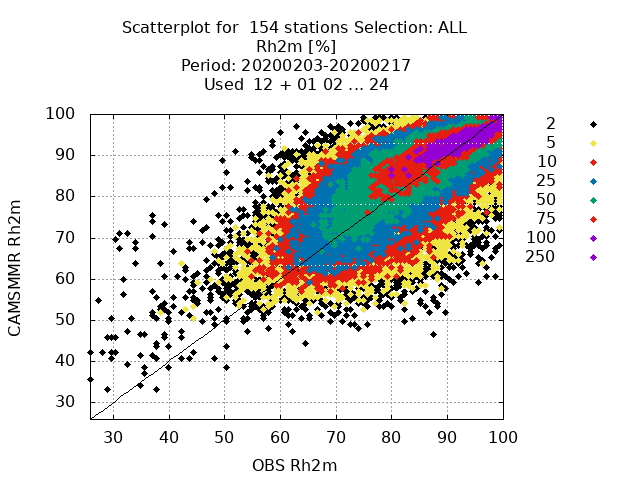 Scatterplot for  154 stations Selection: ALL
Rh2m [%]
Period: 20200203-20200217
Used  12 + 01 02 ... 24
100
90
80
70
60
50
40
30
CAMSMMR Rh2m
30 40 50 60 70 80 90 100
OBS Rh2m
2
5
10
25
50
75
100
250